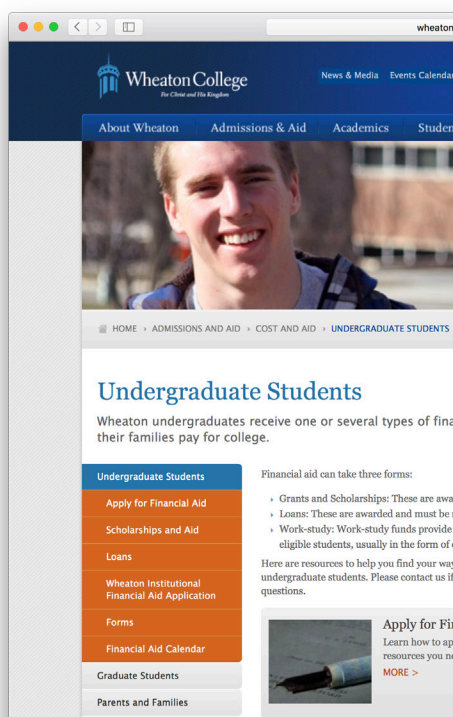 wheaton
Wheaton College
For Christ and His Kingdom
News & Media Events Calendar
About Wheaton Admissions & Aid Academics Studen
HOME › ADMISSIONS AND AID › COST AND AID › UNDERGRADUATE STUDENTS
Undergraduate Students
Wheaton undergraduates receive one or several types of fina
their families pay for college.
Undergraduate Students
Apply for Financial Aid
Scholarships and Aid
Loans
Wheaton Institutional
Financial Aid Application
Forms
Financial Aid Calendar
Graduate Students
Parents and Families
Financial aid can take three forms:
› Grants and Scholarships: These are awa
› Loans: These are awarded and must be
› Work-study: Work-study funds provide
eligible students, usually in the form of
Here are resources to help you find your way
undergraduate students. Please contact us if
questions.
Apply for Fi
Learn how to ap
resources you ne
MORE >